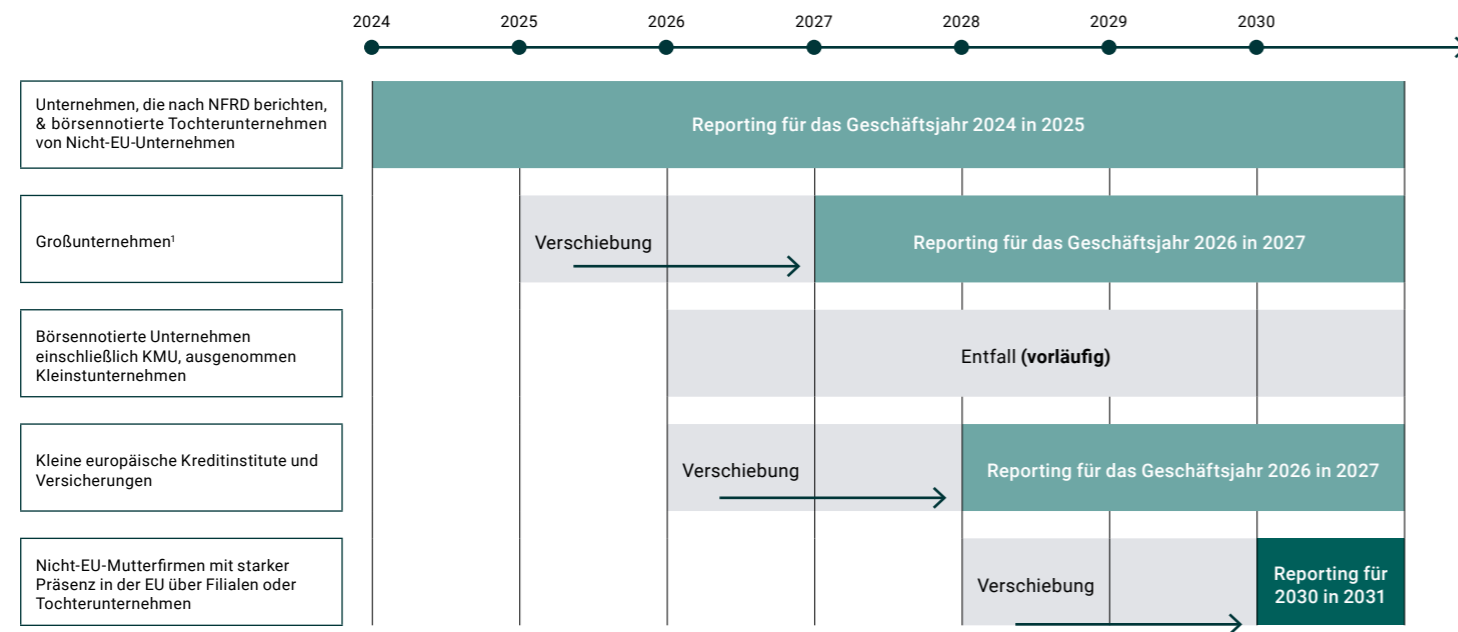 2024 2025 2026 2027 2028 2029 2030
Unternehmen, die nach NFRD berichten,
& börsennotierte Tochterunternehmen
von Nicht-EU-Unternehmen
Reporting für das Geschäftsjahr 2024 in 2025
Großunternehmen¹
Verschiebung
Reporting für das Geschäftsjahr 2026 in 2027
Börsennotierte Unternehmen
einschließlich KMU, ausgenommen
Kleinstunternehmen
Entfall (vorläufig)
Kleine europäische Kreditinstitute und
Versicherungen
Verschiebung
Reporting für das Geschäftsjahr 2026 in 2027
Nicht-EU-Mutterfirmen mit starker
Präsenz in der EU über Filialen oder
Tochterunternehmen
Verschiebung
Reporting für
2030 in 2031